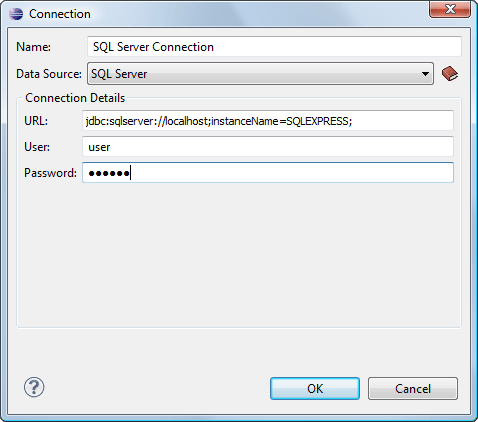 Connection
Name: SQL Server Connection
Data Source: SQL Server
Connection Details
URL: jdbc:sqlserver://localhost;instanceName=SQLEXPRESS;
User: user
Password: ●●●●●●
?
OK Cancel